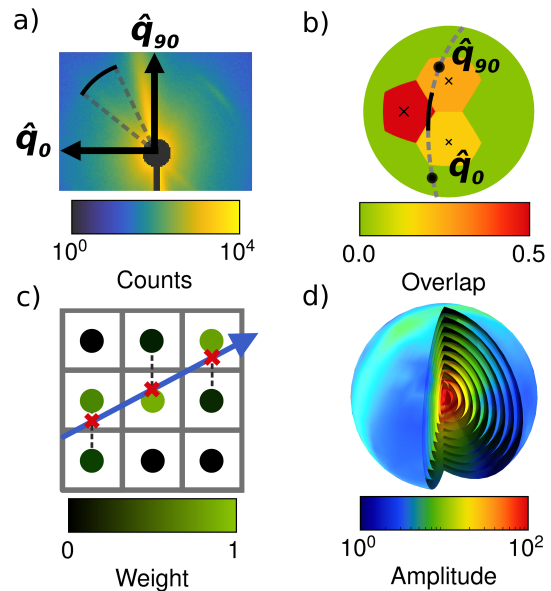 a)
q̂90
q̂0
10^0 10^4
Counts
b)
q̂90
q̂0
0.0 0.5
Overlap
c)
0 1
Weight
d)
10^0 10^2
Amplitude